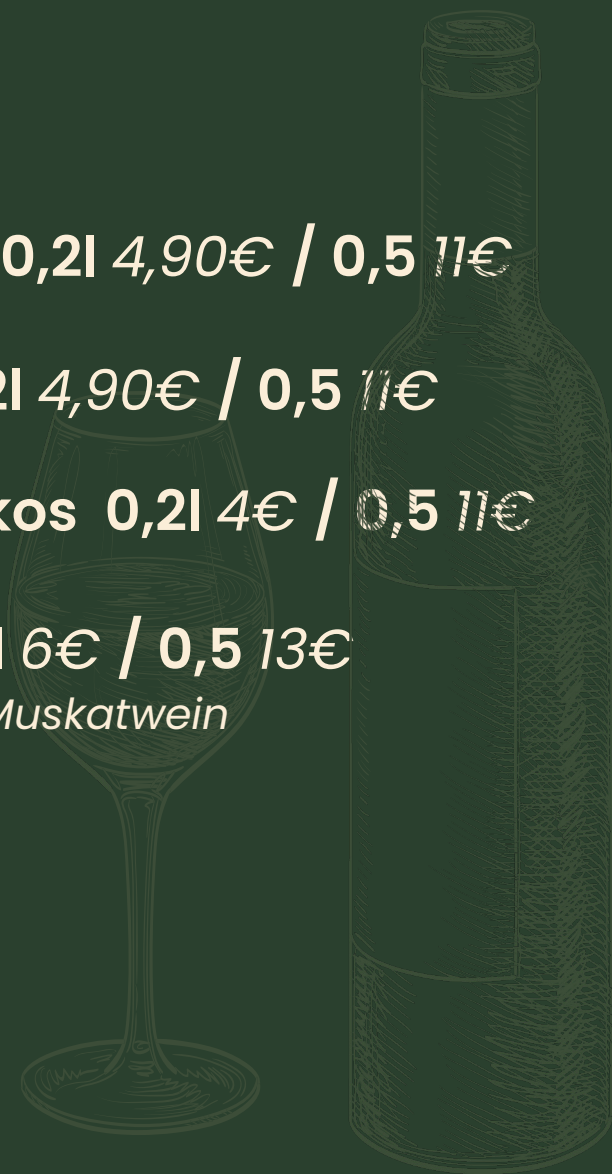 0,2l 4,90€ / 0,5 11€
2l 4,90€ / 0,5 11€
kos 0,2l 4€ / 0,5 11€
l 6€ / 0,5 13€
Muskatwein